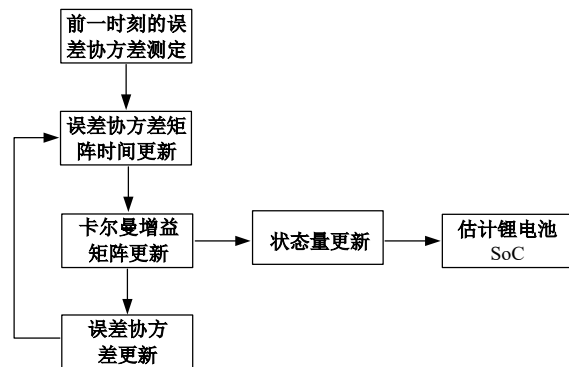 前一时刻的误
差协方差测定
误差协方差矩
阵时间更新
卡尔曼增益
矩阵更新
状态量更新
估计锂电池
SoC
误差协方
差更新